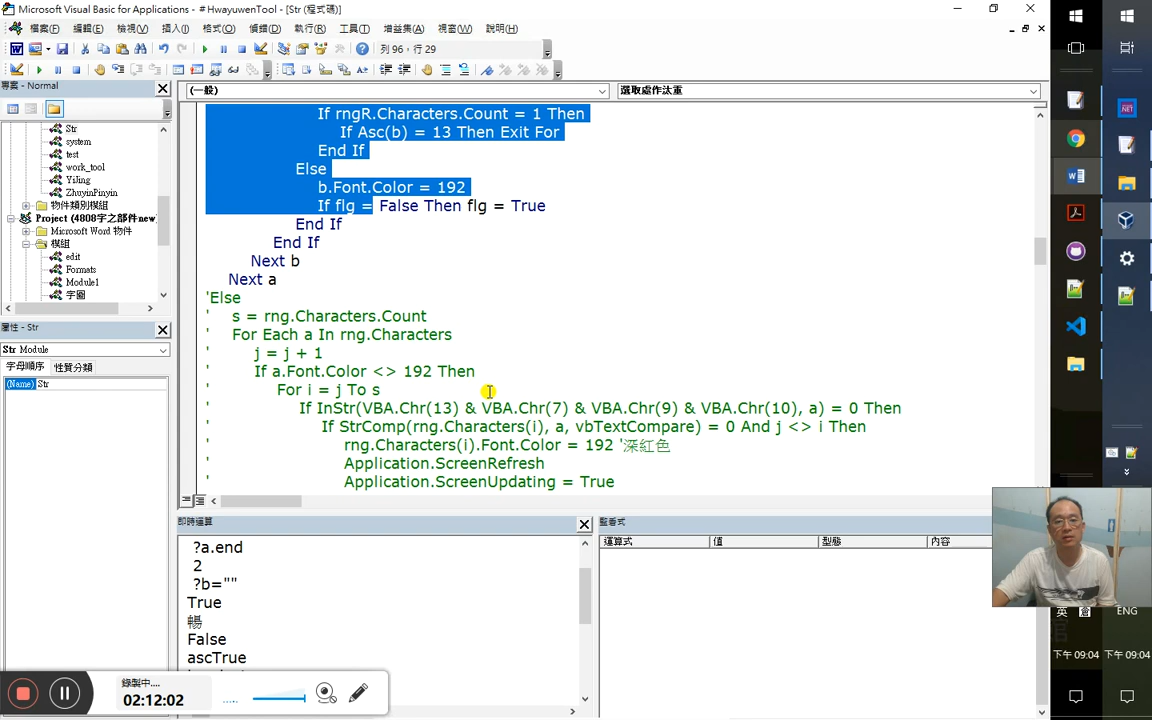 Microsoft Visual Basic for Applications - #HwayuwenTool - [Str (程式碼)]
檔案(F) 編輯(E) 檢視(V) 插入(I) 格式(O) 偵錯(D) 執行(R) 工具(T) 增益集(A) 視窗(W) 說明(H)
列 96，行 29
專案 - Normal
Str
system
test
work_tool
YiJing
ZhuyinPinyin
物件類別模組
Project (4808字之部件new)
Microsoft Word 物件
模組
edit
Formats
Module1
字圖
屬性 - Str
Str Module
字母順序 性質分類
(Name) Str
(一般)
選取處作汰重
If rngR.Characters.Count = 1 Then
If Asc(b) = 13 Then Exit For
End If
Else
b.Font.Color = 192
If flg = False Then flg = True
End If
End If
Next b
Next a
'Else
' s = rng.Characters.Count
' For Each a In rng.Characters
' j = j + 1
' If a.Font.Color <> 192 Then
' For i = j To s
' If InStr(VBA.Chr(13) & VBA.Chr(7) & VBA.Chr(9) & VBA.Chr(10), a) = 0 Then
' If StrComp(rng.Characters(i), a, vbTextCompare) = 0 And j <> i Then
' rng.Characters(i).Font.Color = 192 '深紅色
' Application.ScreenRefresh
' Application.ScreenUpdating = True
即時運算
?a.end
2
?b=""
True
暢
False
ascTrue
監看式
運算式 值 型態 內容
錄製中....
02:12:02
.NET
英 倉 ENG
下午 09:04 下午 09:04